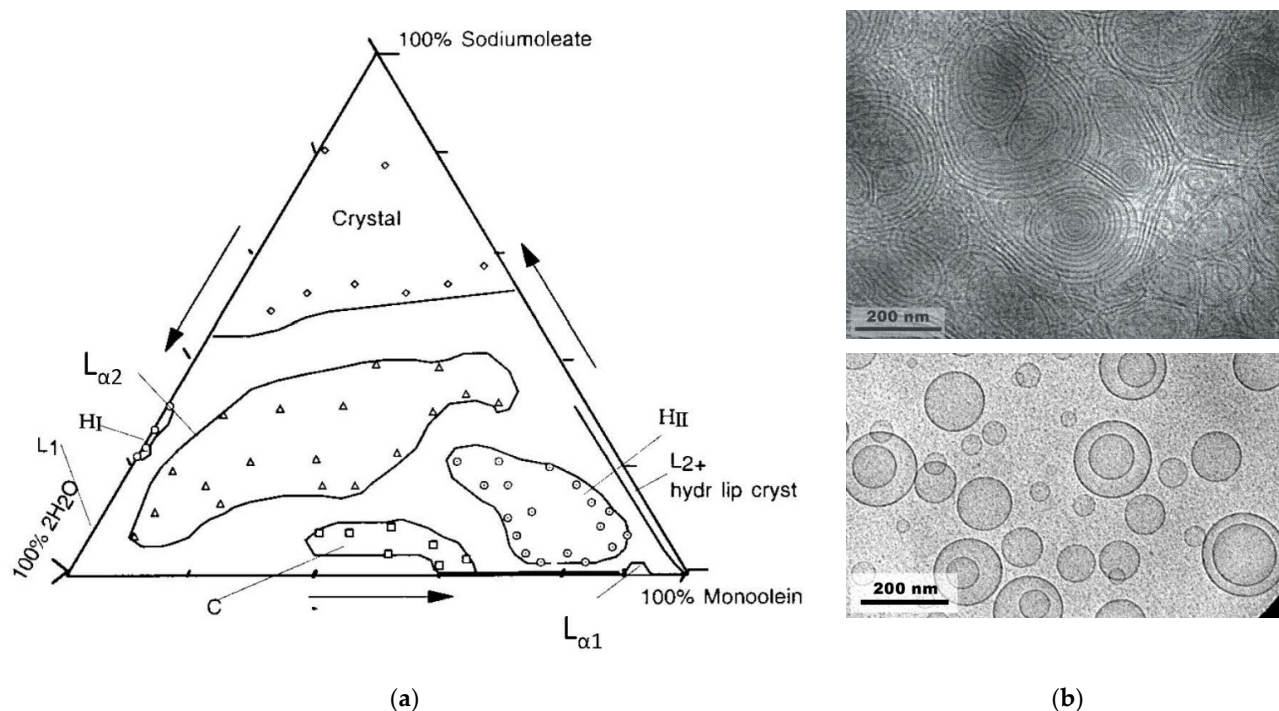 100% Sodiumoleate
Crystal
Lα2
HI
L1
100% 2H2O
C
HII
L2+
hydr lip cryst
100% Monoolein
Lα1
200 nm
200 nm
(a)
(b)